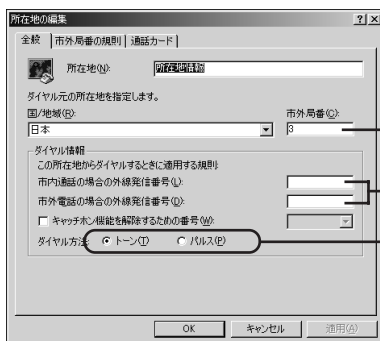 所在地の編集
全般 市外局番の規則 通話カード
所在地(N): 所在地情報
ダイヤル元の所在地を指定します。
国/地域(R): 市外局番(C):
日本 3
ダイヤル情報
この所在地からダイヤルするときに適用する規則:
市内通話の場合の外線発信番号(L):
市外電話の場合の外線発信番号(D):
キャッチホン機能を解除するための番号(W):
ダイヤル方法: トーン(T) パルス(P)
OK キャンセル 適用(A)